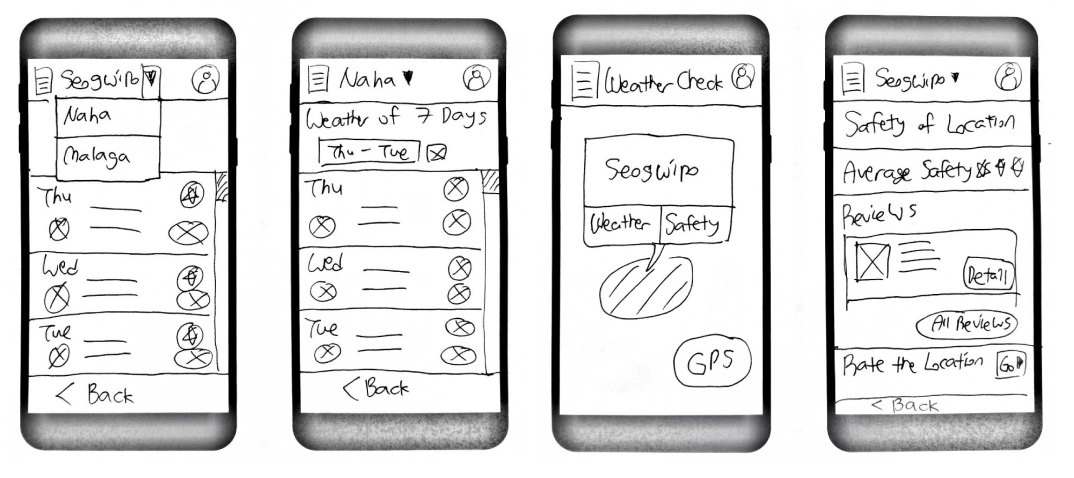 Seogwipo
Naha
Malaga
Thu
Wed
Tue
< Back
Naha
Weather of 7 Days
Thu - Tue
Thu
Wed
Tue
< Back
Weather Check
Seogwipo
Weather Safety
GPS
Seogwipo
Safety of Location
Average Safety
Reviews
Detail
All Reviews
Rate the Location Go
< Back